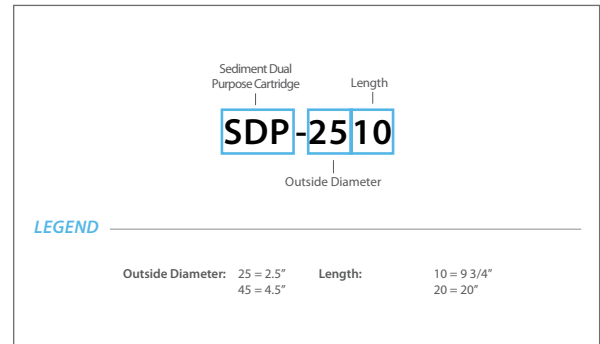 Sediment Dual
Purpose Cartridge
Length
SDP-2510
Outside Diameter
LEGEND
Outside Diameter: 25 = 2.5" Length: 10 = 9 3/4"
45 = 4.5" 20 = 20"